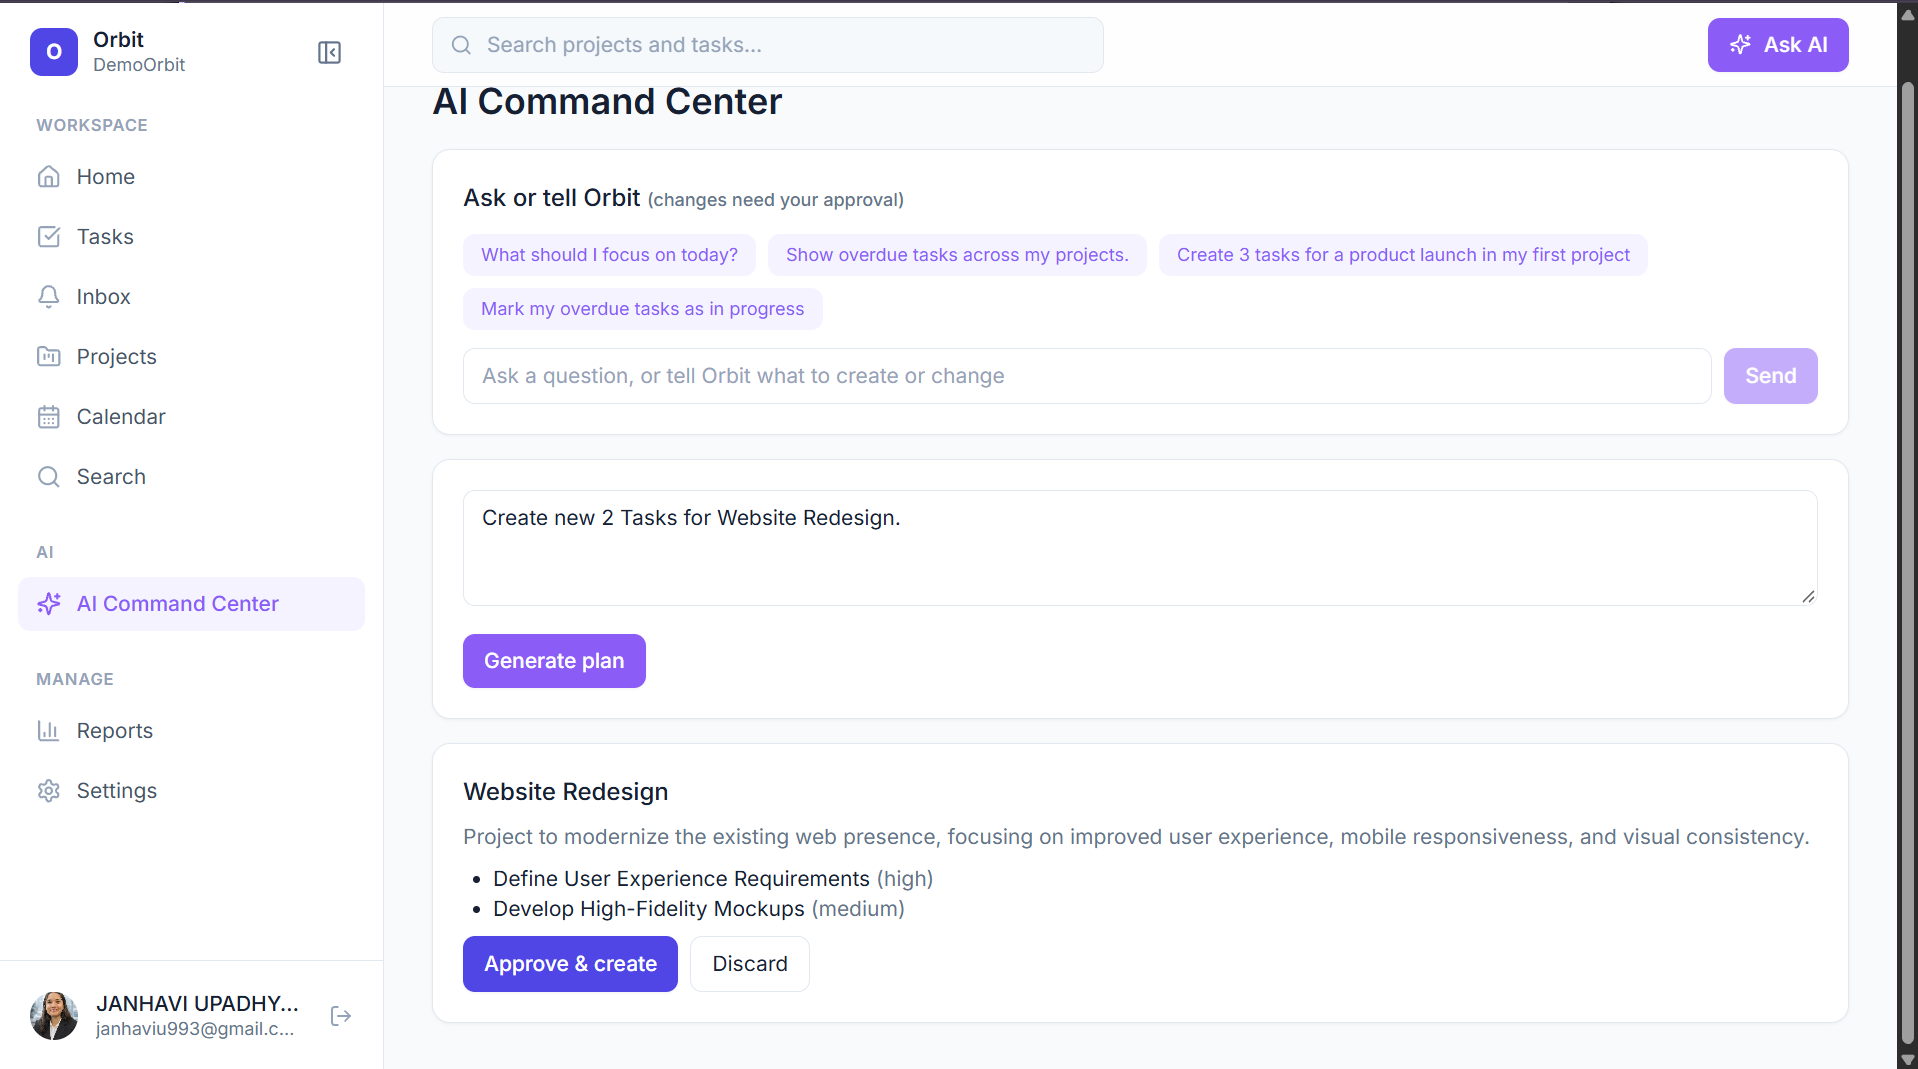 O
Orbit
DemoOrbit
WORKSPACE
Home
Tasks
Inbox
Projects
Calendar
Search
AI
AI Command Center
MANAGE
Reports
Settings
JANHAVI UPADHY...
janhaviu993@gmail.c...
Search projects and tasks...
Ask AI
AI Command Center
Ask or tell Orbit (changes need your approval)
What should I focus on today?
Show overdue tasks across my projects.
Create 3 tasks for a product launch in my first project
Mark my overdue tasks as in progress
Ask a question, or tell Orbit what to create or change
Send
Create new 2 Tasks for Website Redesign.
Generate plan
Website Redesign
Project to modernize the existing web presence, focusing on improved user experience, mobile responsiveness, and visual consistency.
• Define User Experience Requirements (high)
• Develop High-Fidelity Mockups (medium)
Approve & create
Discard